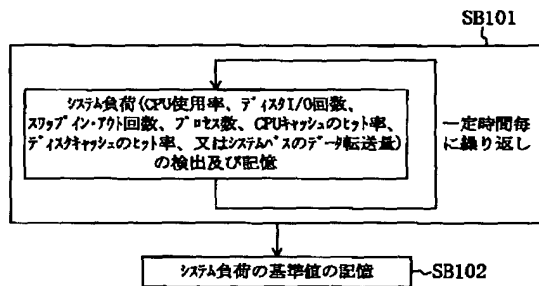 SB101
システム負荷(CPU使用率、ディスクI/O回数、
スワップイン・アウト回数、プロセス数、CPUキャッシュのヒット率、
ディスクキャッシュのヒット率、又はシステムバスのデータ転送量)
の検出及び記憶
一定時間毎
に繰り返し
システム負荷の基準値の記憶
SB102